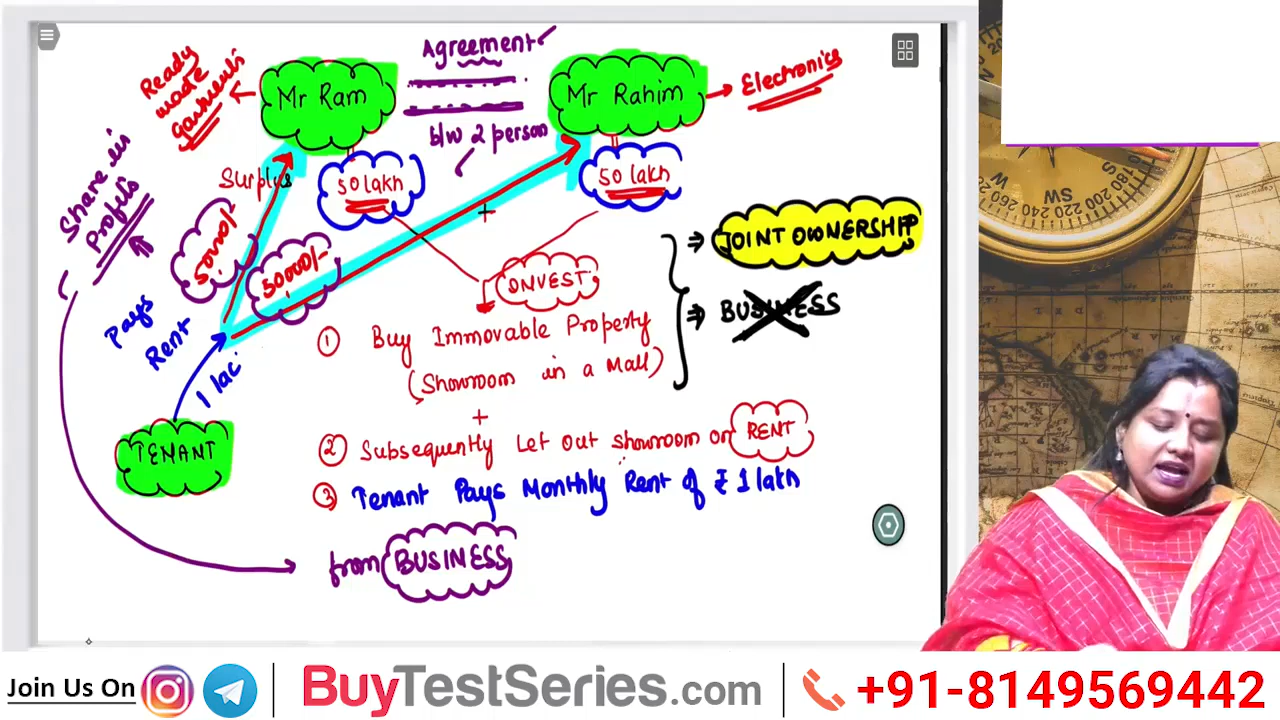 Agreement
b/w 2 person
Ready
made
garments
Mr Ram
Mr Rahim
Electronics
Share in
Profits
Surplus
50 lakh
50 lakh
50000/-
50000/-
INVEST
⇒ JOINT OWNERSHIP
⇒ BUSINESS
Pays
Rent
1 lac
TENANT
① Buy Immovable Property
(Showroom in a Mall)
+
② Subsequently Let Out showroom on RENT
③ Tenant Pays Monthly Rent of ₹ 1 lakh
from BUSINESS
SW
Join Us On
BuyTestSeries.com
+91-8149569442